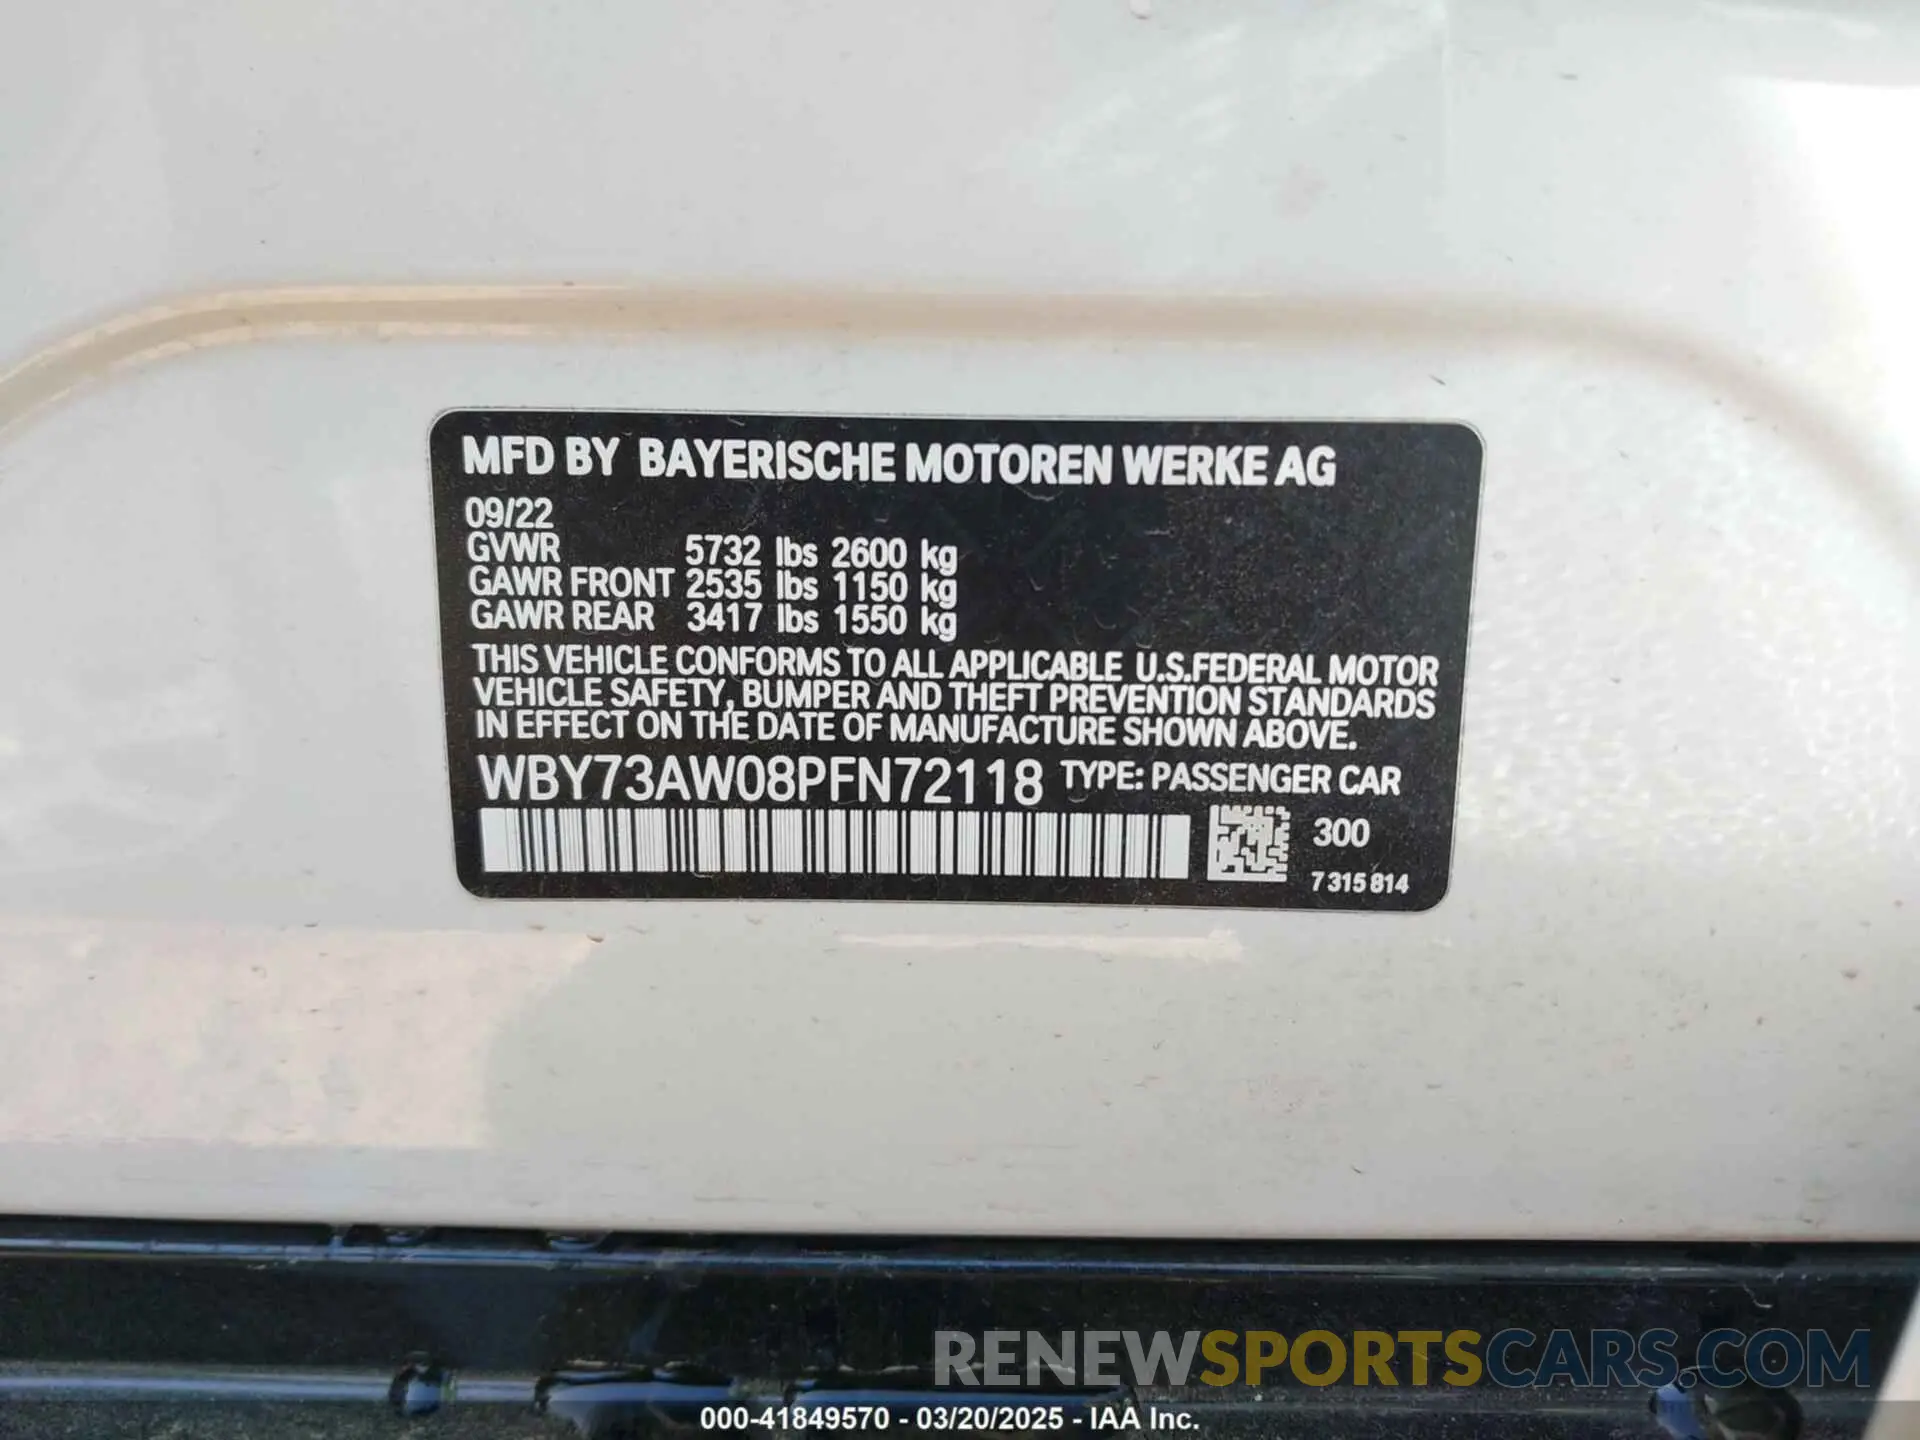 MFD BY BAYERISCHE MOTOREN WERKE AG
09/22
GVWR 5732 lbs 2600 kg
GAWR FRONT 2535 lbs 1150 kg
GAWR REAR 3417 lbs 1550 kg
THIS VEHICLE CONFORMS TO ALL APPLICABLE U.S.FEDERAL MOTOR
VEHICLE SAFETY, BUMPER AND THEFT PREVENTION STANDARDS
IN EFFECT ON THE DATE OF MANUFACTURE SHOWN ABOVE.
WBY73AW08PFN72118 TYPE: PASSENGER CAR
300
7 315 814
RENEWSPORTSCARS.COM
000-41849570 - 03/20/2025 - IAA Inc.